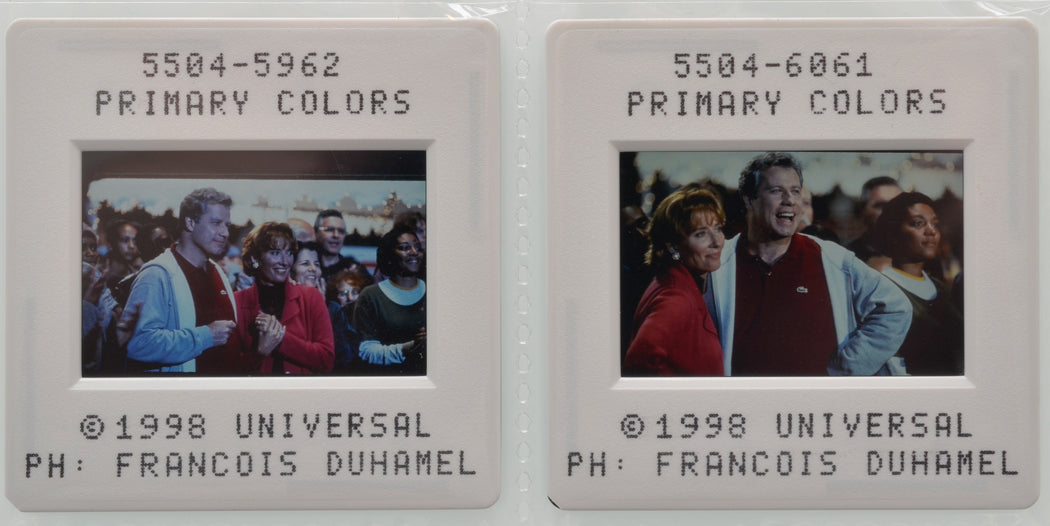 5504-5962
PRIMARY COLORS
©1998 UNIVERSAL
PH: FRANCOIS DUHAMEL
5504-6061
PRIMARY COLORS
©1998 UNIVERSAL
PH: FRANCOIS DUHAMEL